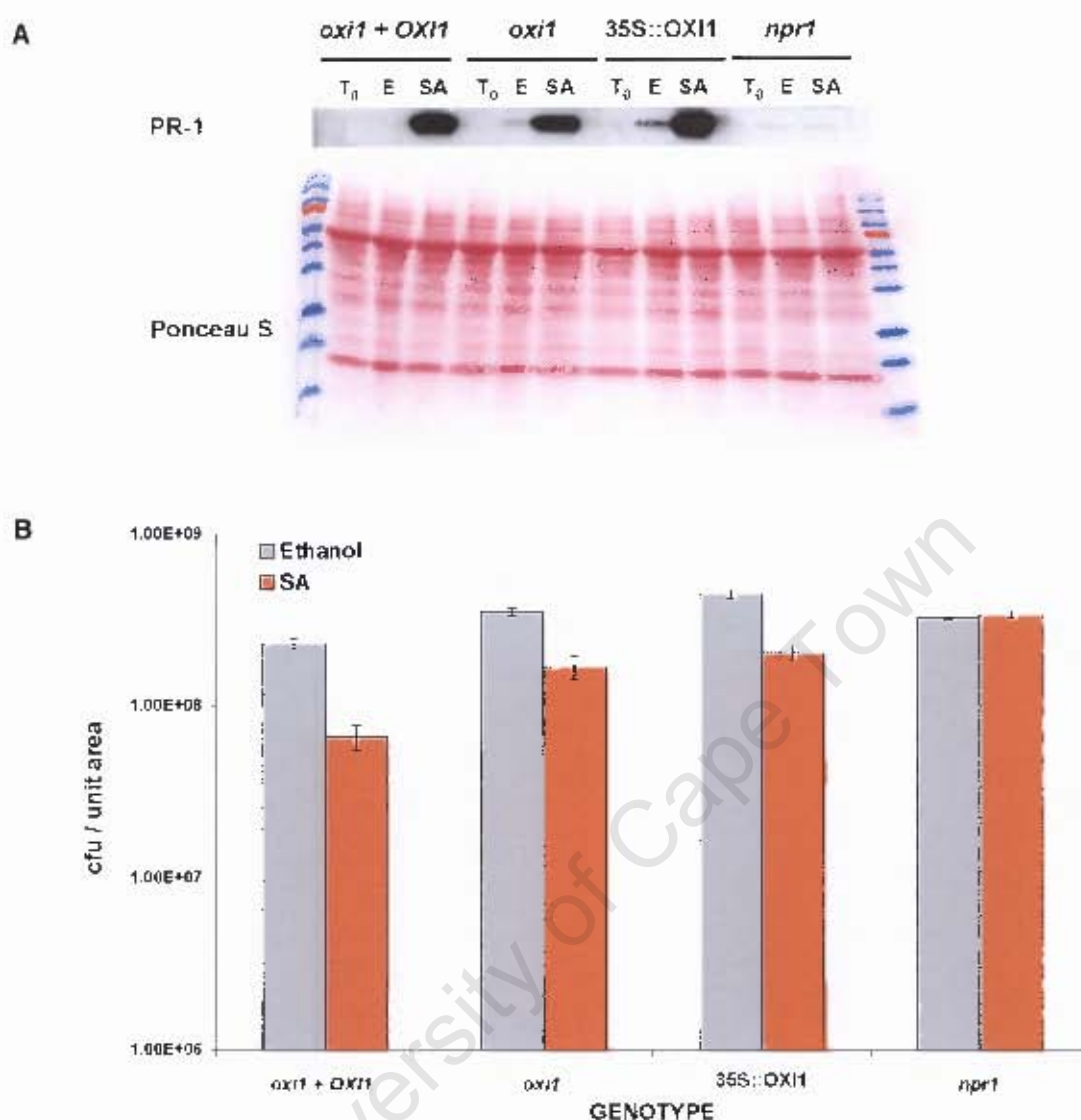 A
oxi1 + OXI1 oxi1 35S::OXI1 npr1
T₀ E SA T₀ E SA T₀ E SA T₀ E SA
PR-1
Ponceau S
B
1.00E+09
Ethanol
SA
1.00E+08
1.00E+07
1.00E+06
cfu / unit area
oxi1 + OXI1 oxi1 35S::OXI1 npr1
GENOTYPE
University of Cape Town